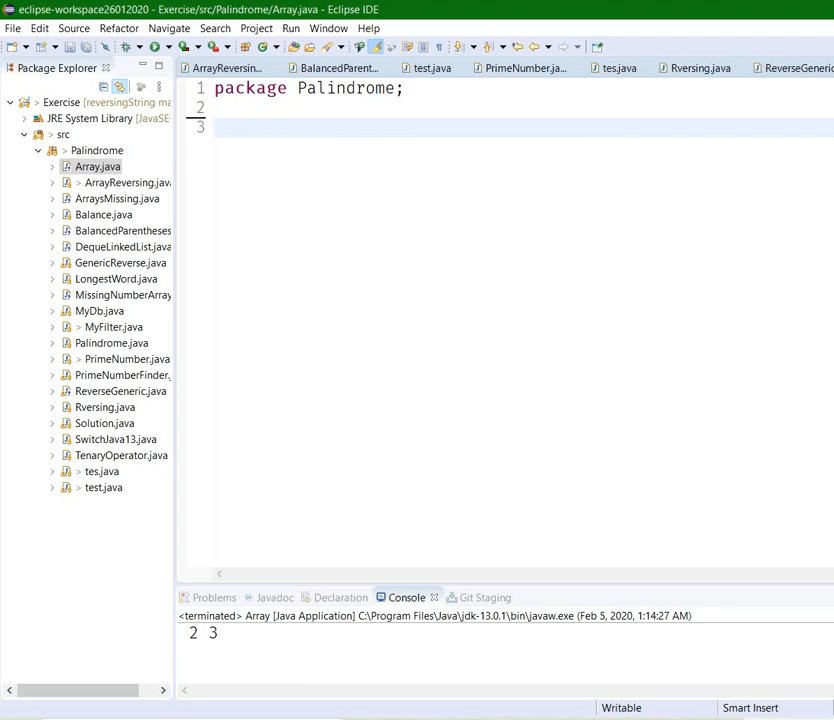 eclipse-workspace26012020 - Exercise/src/Palindrome/Array.java - Eclipse IDE
File Edit Source Refactor Navigate Search Project Run Window Help
Package Explorer
ArrayReversin... BalancedParent... test.java PrimeNumber.ja... tes.java Rversing.java ReverseGeneric
> Exercise [reversingString ma
JRE System Library [JavaSE
> src
> Palindrome
Array.java
> ArrayReversing.java
ArraysMissing.java
Balance.java
BalancedParentheses
DequeLinkedList.java
GenericReverse.java
LongestWord.java
MissingNumberArray
MyDb.java
> MyFilter.java
Palindrome.java
> PrimeNumber.java
PrimeNumberFinder.
ReverseGeneric.java
Rversing.java
Solution.java
SwitchJava13.java
TenaryOperator.java
> tes.java
> test.java
1 package Palindrome;
2
3
Problems Javadoc Declaration Console Git Staging
<terminated> Array [Java Application] C:\Program Files\Java\jdk-13.0.1\bin\javaw.exe (Feb 5, 2020, 1:14:27 AM)
2 3
Writable Smart Insert